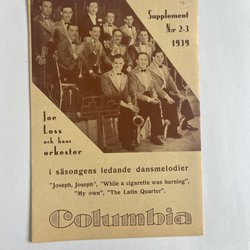 Supplement
N:r 2-3
1939
Joe
Loss
och hans
orkester
i säsongens ledande dansmelodier
"Joseph, Joseph", "While a cigarette was burning",
"My own", "The Latin Quarter".
Columbia